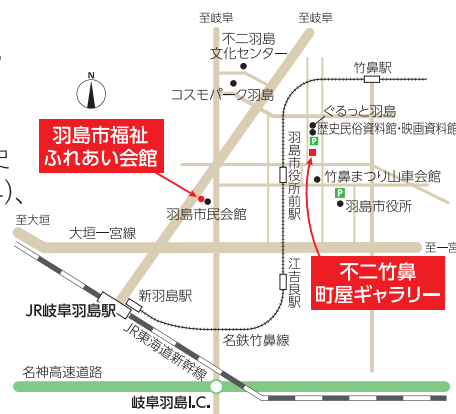 至岐阜
至岐阜
不二羽島
文化センター
竹鼻駅
コスモパーク羽島
N
ぐるっと羽島
歴史民俗資料館・映画資料館
羽島市福祉
ふれあい会館
史
羽島市役所前駅
P
竹鼻まつり山車会館
P
羽島市民会館
羽島市役所
至大垣
大垣一宮線
至一宮
江吉良駅
不二竹鼻
町屋ギャラリー
新羽島駅
JR岐阜羽島駅
JR東海道新幹線
名鉄竹鼻線
名神高速道路
岐阜羽島I.C.